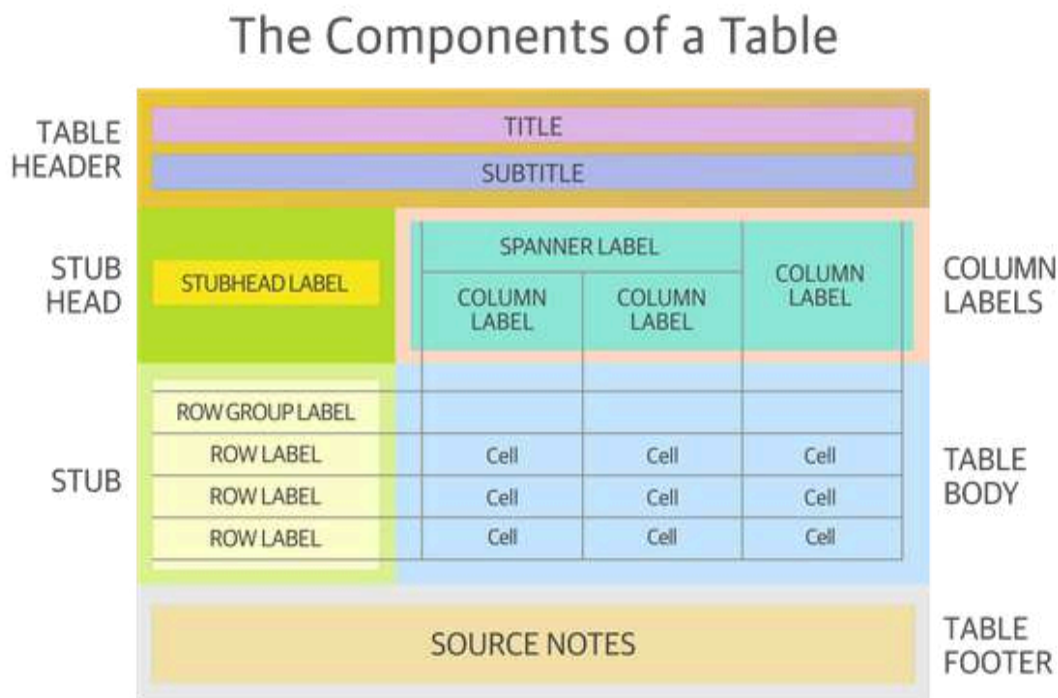 The Components of a Table
TABLE
HEADER
TITLE
SUBTITLE
STUB
HEAD
STUBHEAD LABEL
SPANNER LABEL
COLUMN
LABEL
COLUMN
LABEL
COLUMN
LABEL
COLUMN
LABELS
STUB
ROW GROUP LABEL
ROW LABEL Cell Cell Cell
ROW LABEL Cell Cell Cell
ROW LABEL Cell Cell Cell
TABLE
BODY
SOURCE NOTES
TABLE
FOOTER